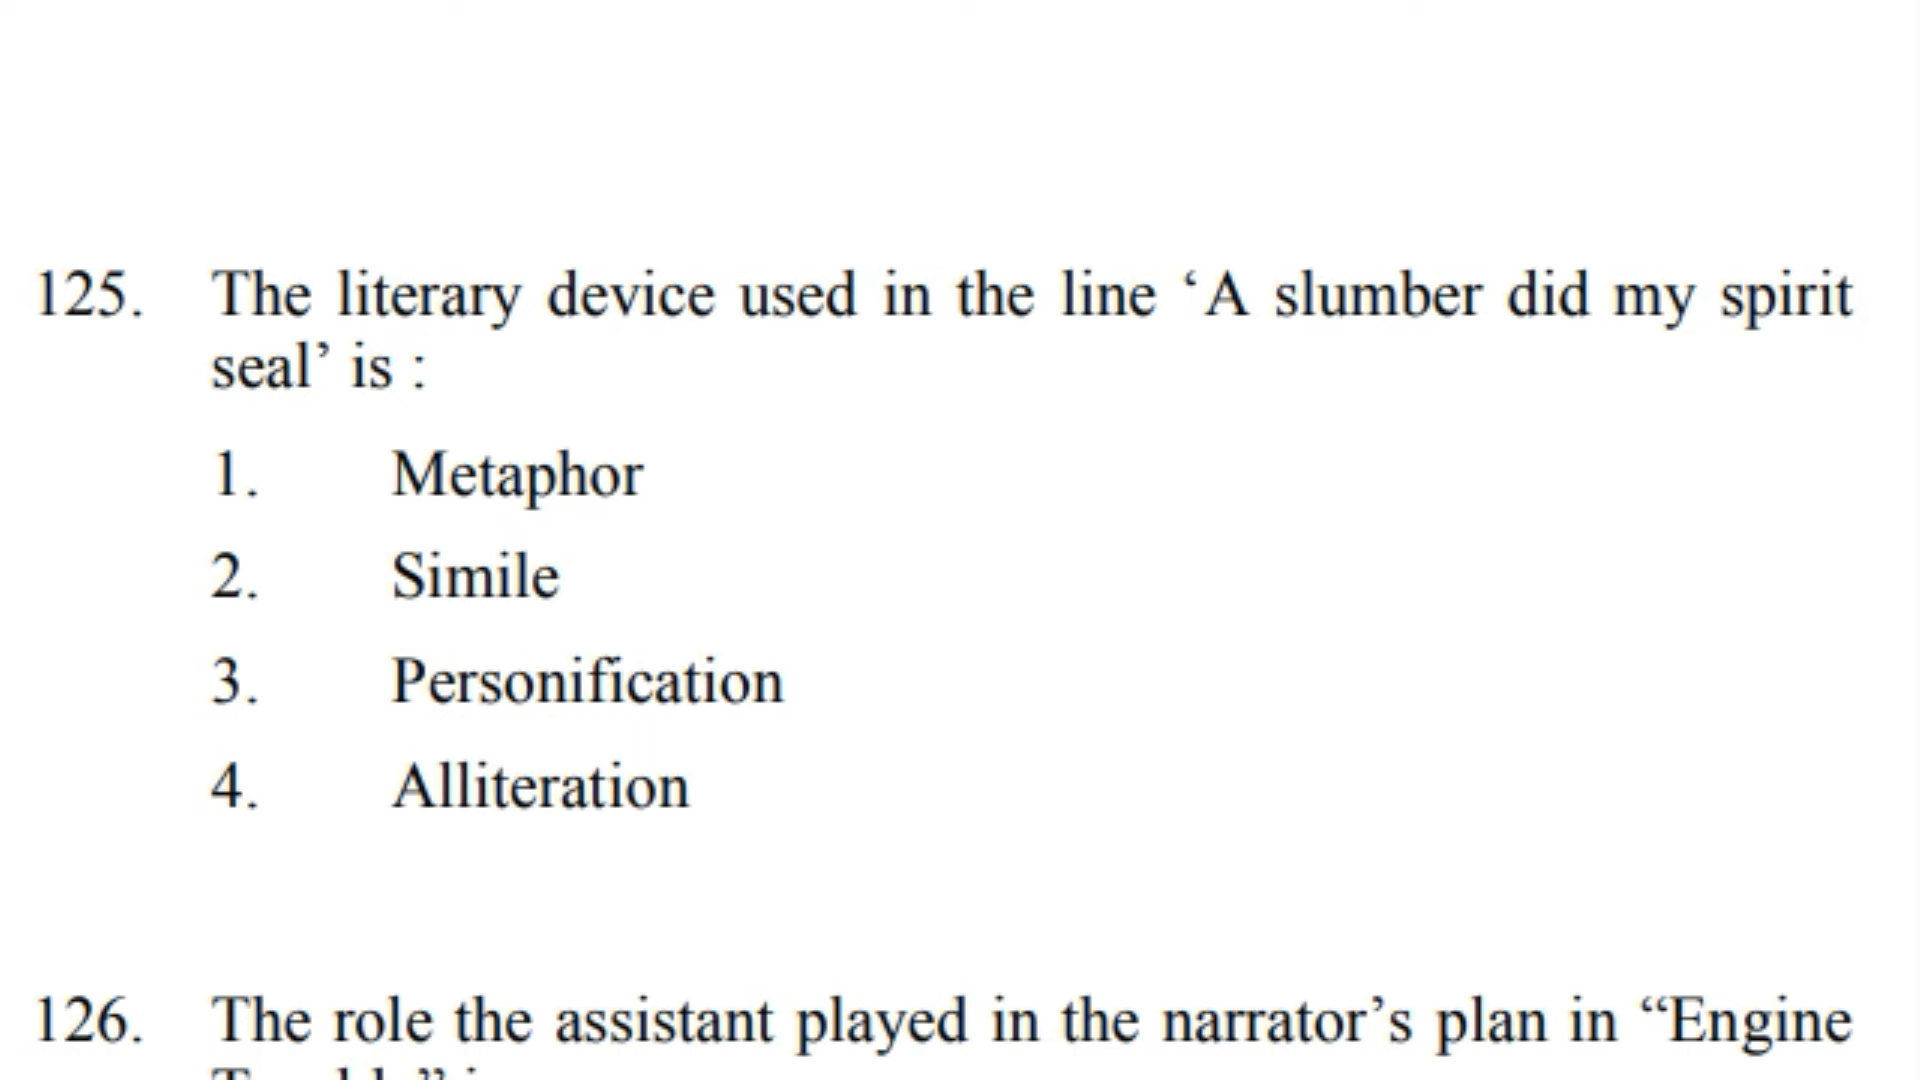 125. The literary device used in the line ‘A slumber did my spirit
seal’ is :
1. Metaphor
2. Simile
3. Personification
4. Alliteration
126. The role the assistant played in the narrator’s plan in “Engine